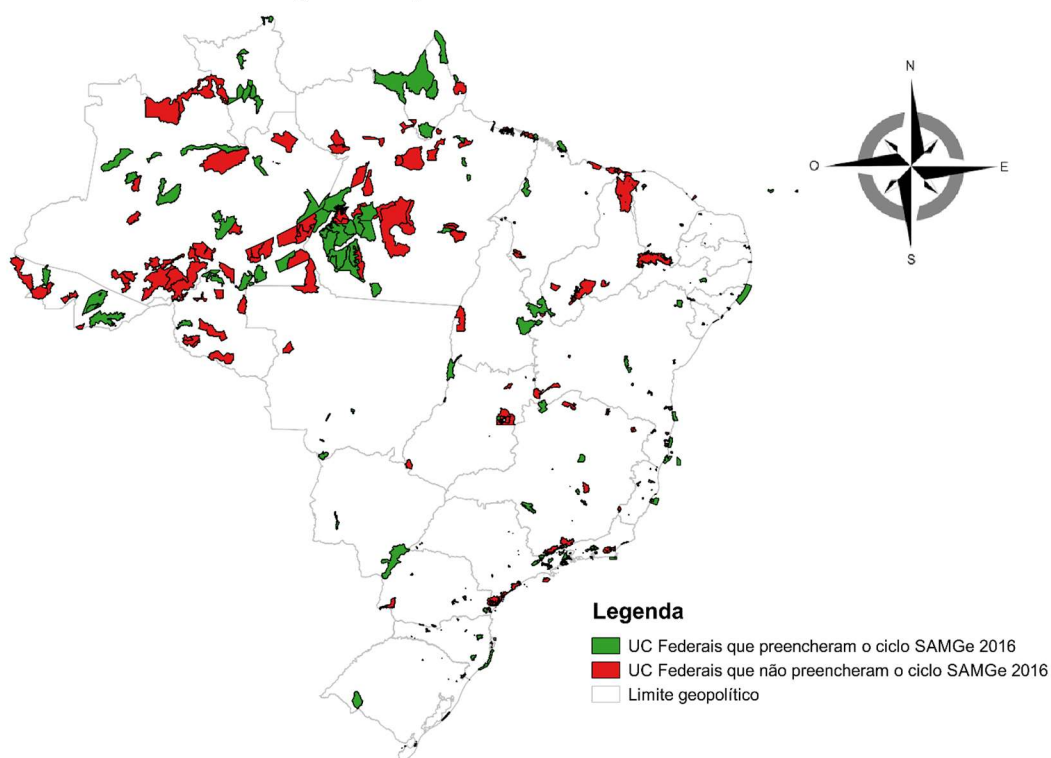 N
O
E
S
Legenda
UC Federais que preencheram o ciclo SAMGe 2016
UC Federais que não preencheram o ciclo SAMGe 2016
Limite geopolítico